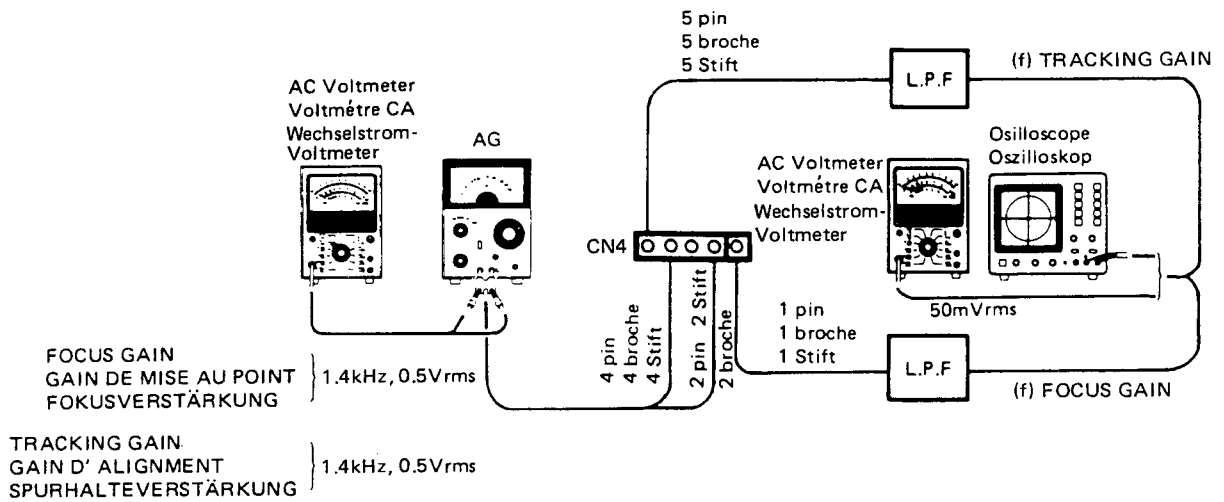 5 pin
5 broche
5 Stift
L.P.F
(f) TRACKING GAIN
AC Voltmeter
Voltmétre CA
Wechselstrom-
Voltmeter
AG
AC Voltmeter
Voltmétre CA
Wechselstrom-
Voltmeter
Osilloscope
Oszilloskop
CN4
50mVrms
4 pin
4 broche
4 Stift
2 pin 2 Stift
2 broche
1 pin
1 broche
1 Stift
L.P.F
(f) FOCUS GAIN
FOCUS GAIN
GAIN DE MISE AU POINT
FOKUSVERSTÄRKUNG
1.4kHz, 0.5Vrms
TRACKING GAIN
GAIN D' ALIGNMENT
SPURHALTEVERSTÄRKUNG
1.4kHz, 0.5Vrms